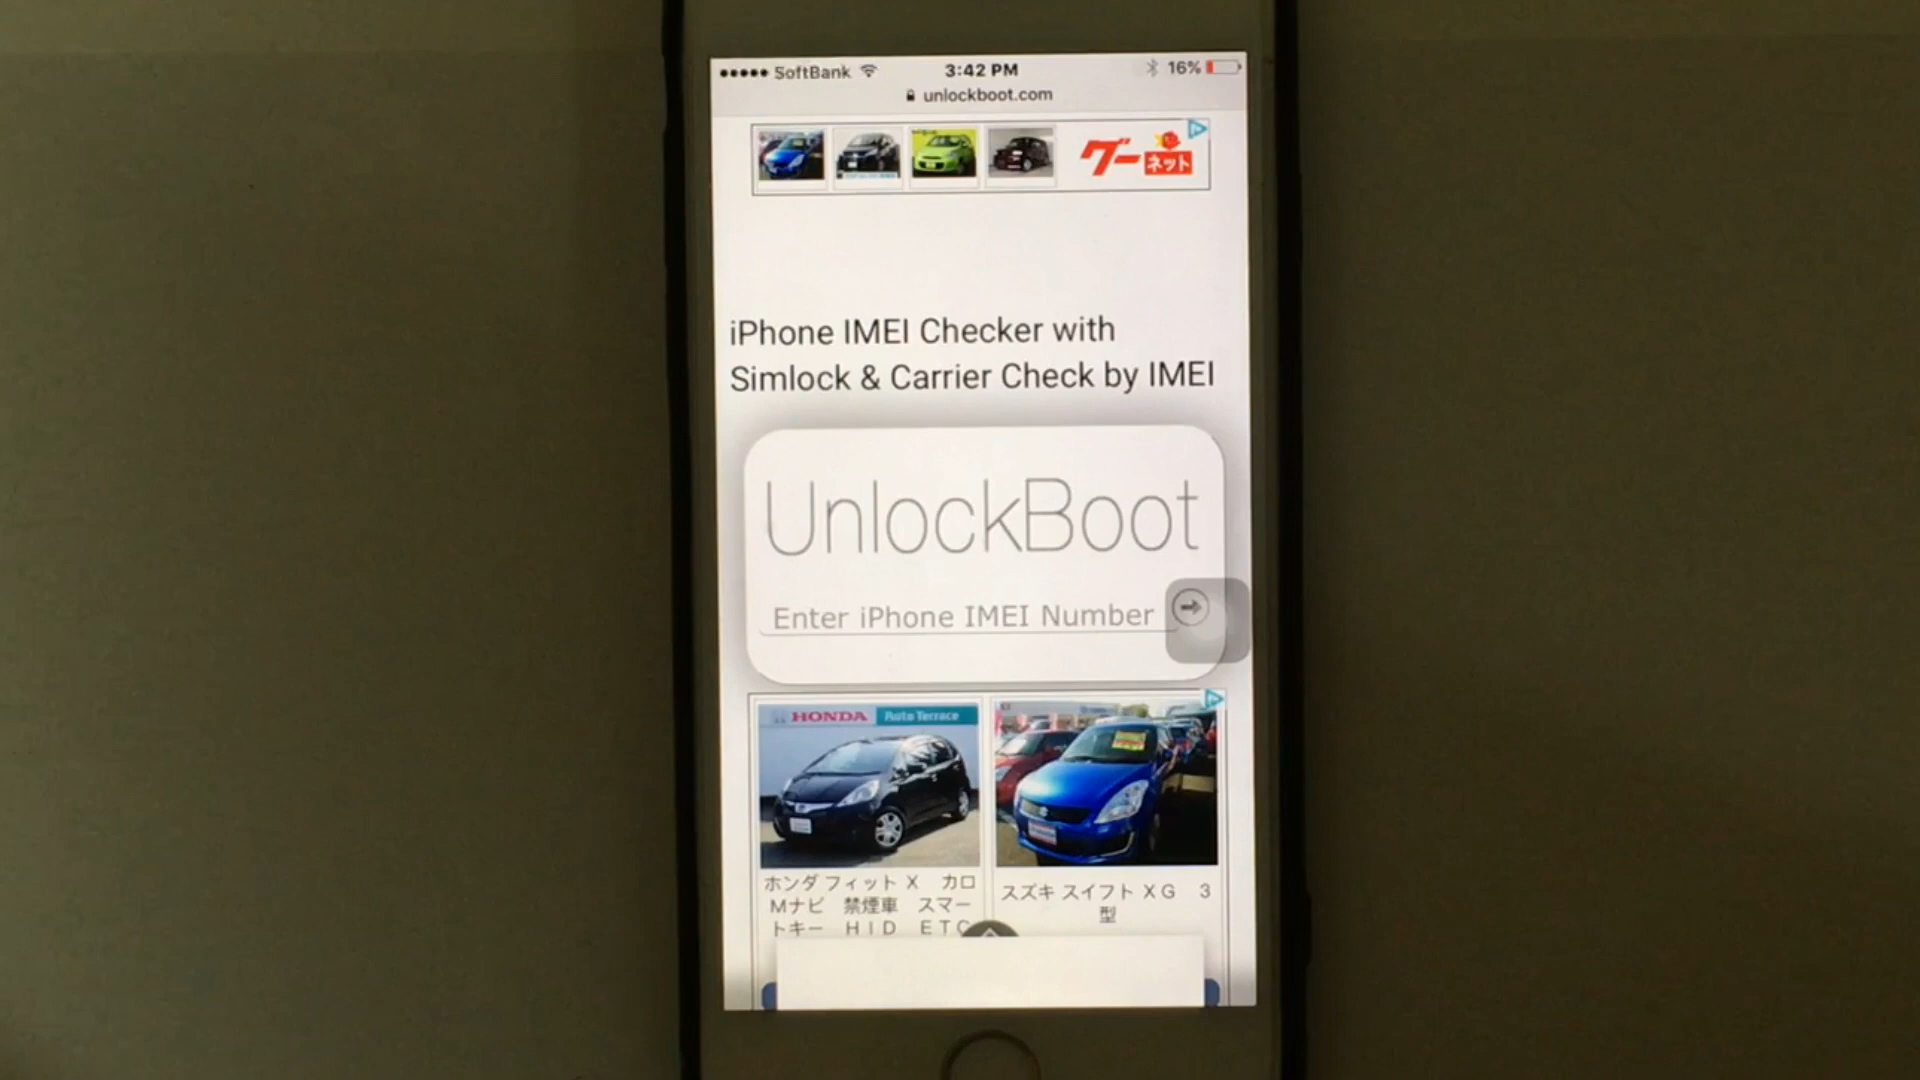 SoftBank 3:42 PM 16%
unlockboot.com
グーネット
iPhone IMEI Checker with
Simlock & Carrier Check by IMEI
UnlockBoot
Enter iPhone IMEI Number
HONDA Auto Terrace
ホンダ フィット X カロ
Mナビ 禁煙車 スマー
トキー HID ETC
スズキ スイフト XG 3
型